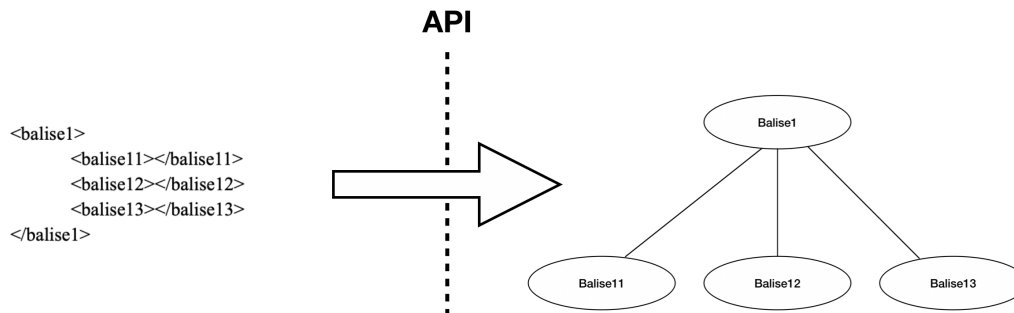 API
<balise1>
<balise11></balise11>
<balise12></balise12>
<balise13></balise13>
</balise1>
Balise1
Balise11
Balise12
Balise13